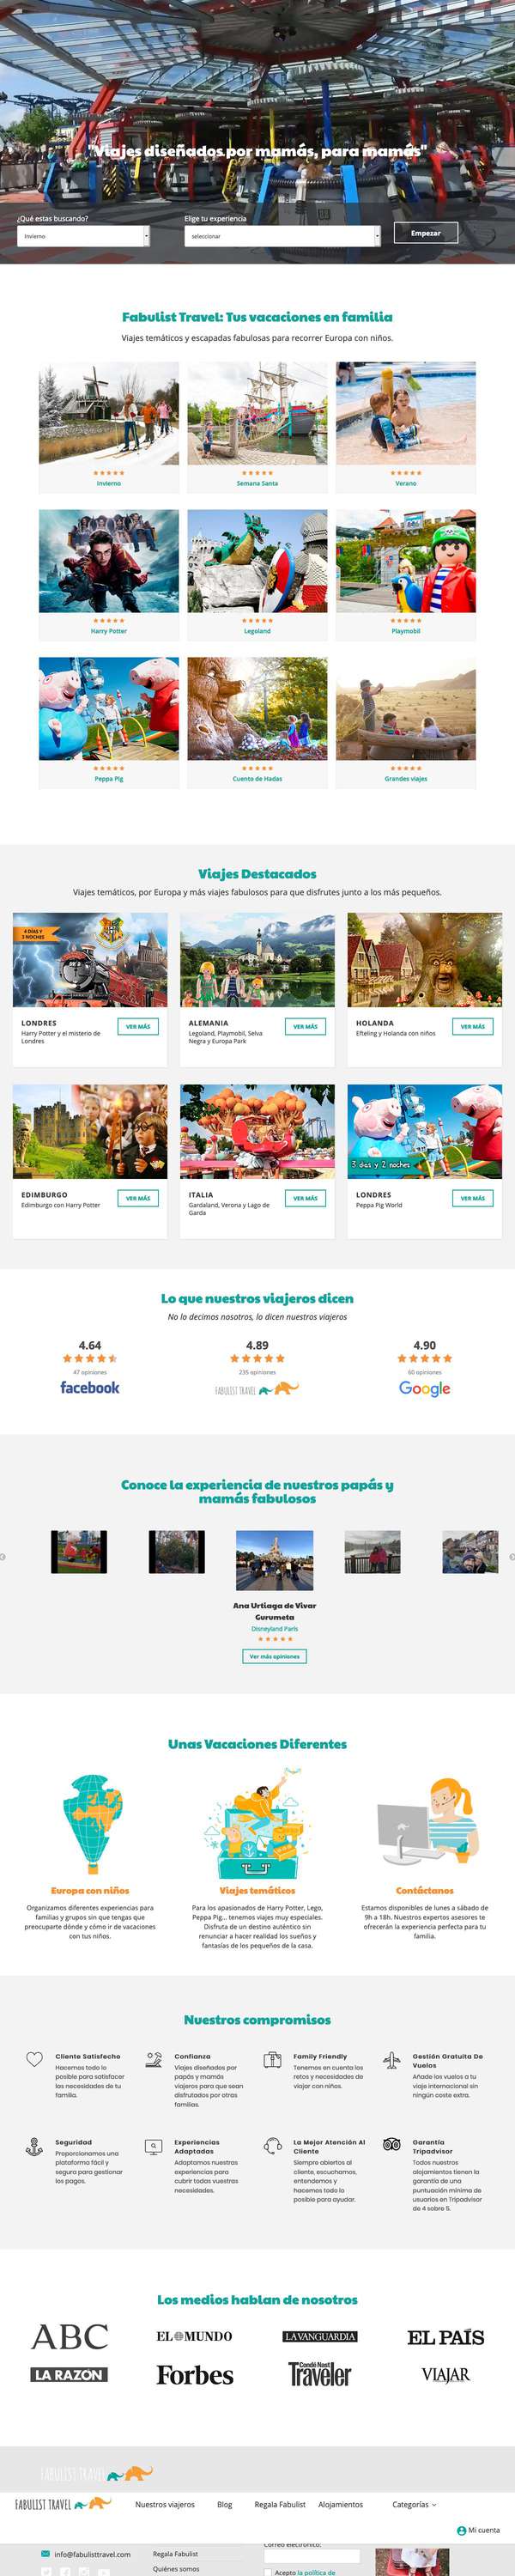 "Viajes diseñados por mamás, para mamás"
¿Qué estas buscando?
Elige tu experiencia
Invierno
seleccionar
Empezar
Fabulist Travel: Tus vacaciones en familia
Viajes temáticos y escapadas fabulosas para recorrer Europa con niños.
Invierno
Semana Santa
Verano
Harry Potter
Legoland
Playmobil
Peppa Pig
Cuento de Hadas
Grandes viajes
Viajes Destacados
Viajes temáticos, por Europa y más viajes fabulosos para que disfrutes junto a los más pequeños.
4 DÍAS Y
3 NOCHES
LONDRES
Harry Potter y el misterio de
Londres
VER MÁS
ALEMANIA
Legoland, Playmobil, Selva
Negra y Europa Park
VER MÁS
HOLANDA
Efteling y Holanda con niños
VER MÁS
EDIMBURGO
Edimburgo con Harry Potter
VER MÁS
ITALIA
Gardaland, Verona y Lago de
Garda
VER MÁS
3 días y 2 noches
LONDRES
Peppa Pig World
VER MÁS
Lo que nuestros viajeros dicen
No lo decimos nosotros, lo dicen nuestros viajeros
4.64
47 opiniones
facebook
4.89
235 opiniones
FABULIST TRAVEL
4.90
60 opiniones
Google
Conoce la experiencia de nuestros papás y
mamás fabulosos
Ana Urtiaga de Vivar
Gurumeta
Disneyland París
Ver más opiniones
Unas Vacaciones Diferentes
Europa con niños
Organizamos diferentes experiencias para
familias y grupos sin que tengas que
preocuparte dónde y cómo ir de vacaciones
con tus niños.
Viajes temáticos
Para los apasionados de Harry Potter, Lego,
Peppa Pig... tenemos viajes muy especiales.
Disfruta de un destino auténtico sin
renunciar a hacer realidad los sueños y
fantasías de los pequeños de la casa.
Contáctanos
Estamos disponibles de lunes a sábado de
9h a 18h. Nuestros expertos asesores te
ofrecerán la experiencia perfecta para tu
familia.
Nuestros compromisos
Cliente Satisfecho
Hacemos todo lo
posible para satisfacer
las necesidades de tu
familia.
Confianza
Viajes diseñados por
papás y mamás
viajeros para que sean
disfrutados por otras
familias.
Family Friendly
Tenemos en cuenta los
retos y necesidades de
viajar con niños.
Gestión Gratuita De
Vuelos
Añade los vuelos a tu
viaje internacional sin
ningún coste extra.
Seguridad
Proporcionamos una
plataforma fácil y
segura para gestionar
los pagos.
Experiencias
Adaptadas
Adaptamos nuestras
experiencias para
cubrir todas vuestras
necesidades.
La Mejor Atención Al
Cliente
Siempre abiertos al
cliente, escuchamos,
entendemos y
hacemos todo lo
posible para ayudar.
Garantía
Tripadvisor
Todos nuestros
alojamientos tienen la
garantía de una
puntuación mínima de
usuarios en Tripadvisor
de 4 sobre 5.
Los medios hablan de nosotros
ABC
EL MUNDO
LA VANGUARDIA
EL PAÍS
LA RAZÓN
Forbes
Condé Nast
Traveler
VIAJAR
FABULIST TRAVEL
FABULIST TRAVEL
Nuestros viajeros
Blog
Regala Fabulist
Alojamientos
Categorías
Mi cuenta
Correo electrónico:
info@fabulisttravel.com
Regala Fabulist
Quiénes somos
Acepto la política de